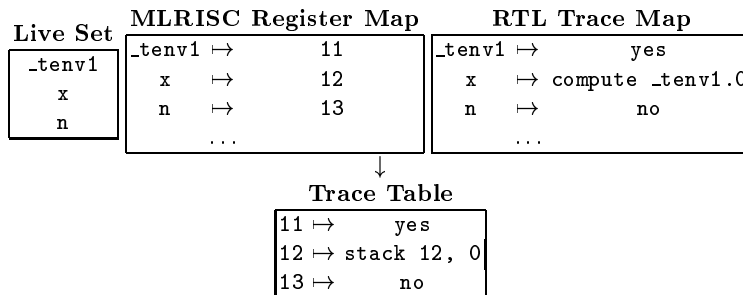 Live Set
_tenv1
x
n
MLRISC Register Map
_tenv1 ↦ 11
x ↦ 12
n ↦ 13
...
RTL Trace Map
_tenv1 ↦ yes
x ↦ compute _tenv1.0
n ↦ no
...
↓
Trace Table
11 ↦ yes
12 ↦ stack 12, 0
13 ↦ no